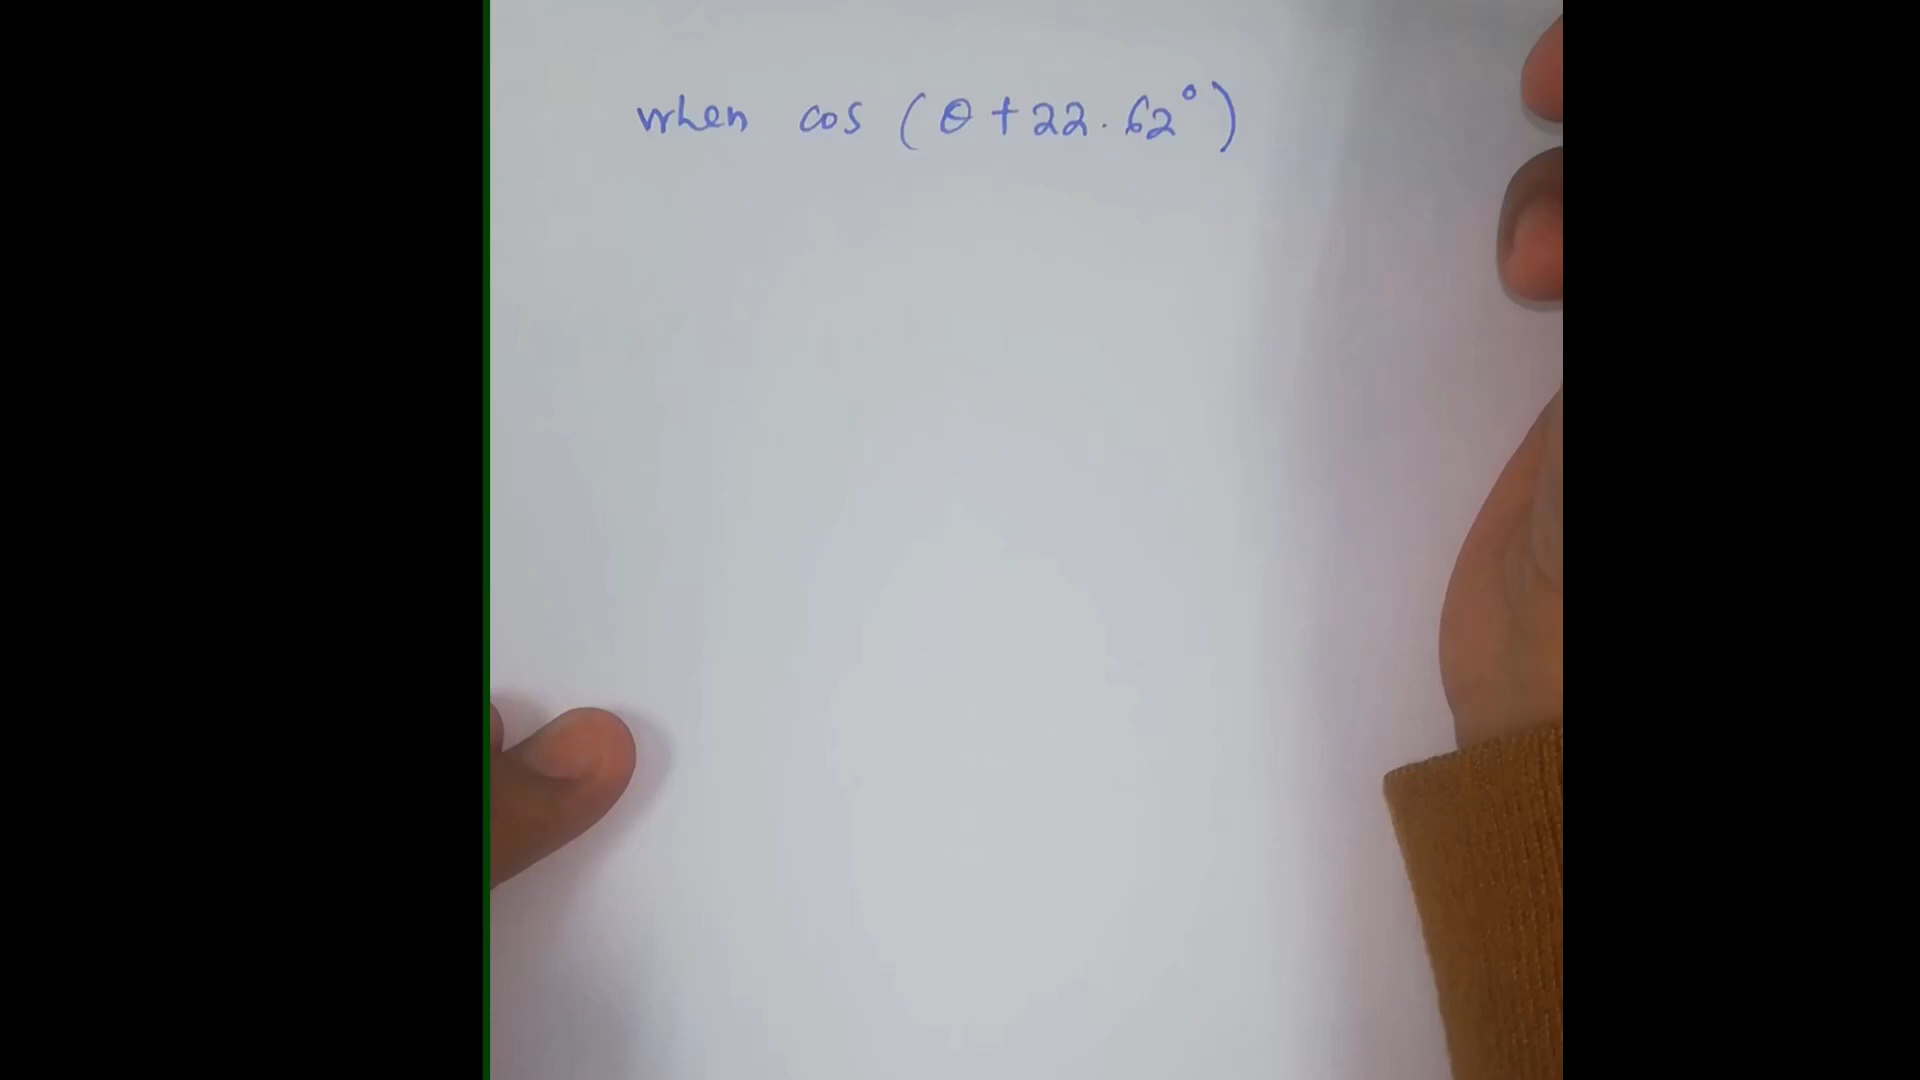 when cos (θ + 22.62°)